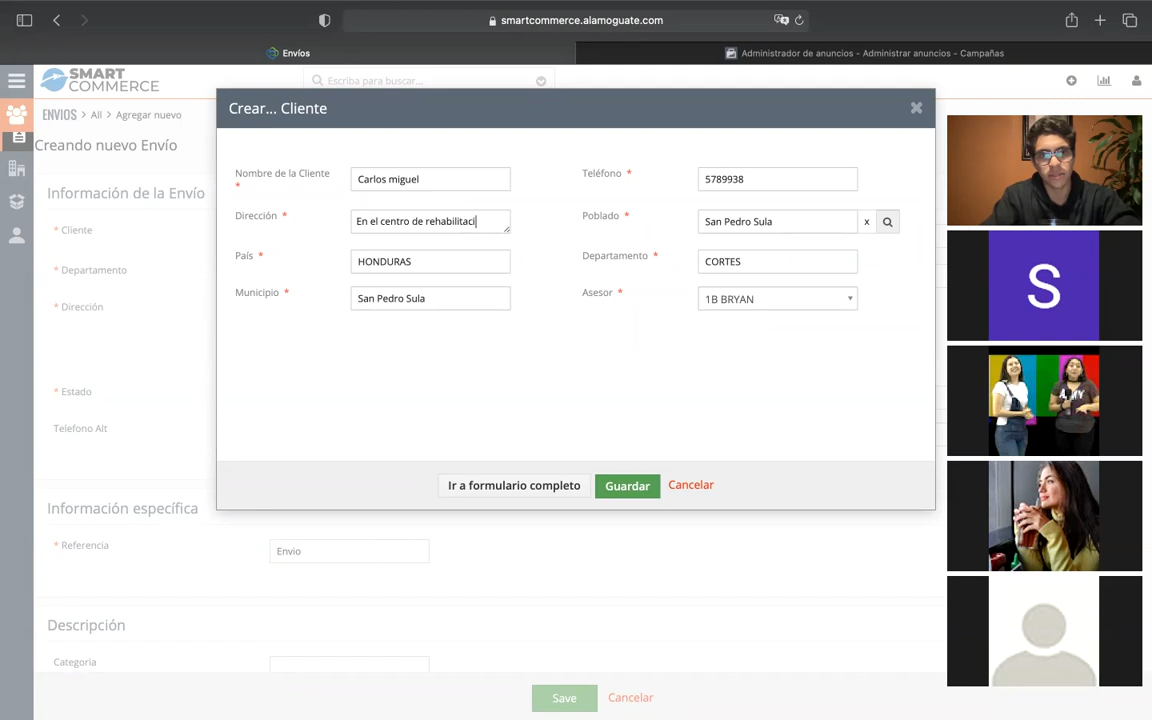 smartcommerce.alamoguate.com
Envíos
Administrador de anuncios - Administrar anuncios - Campañas
SMART
COMMERCE
Escriba para buscar...
ENVIOS > All > Agregar nuevo
Creando nuevo Envío
Información de la Envío
* Cliente
* Departamento
* Dirección
* Estado
Telefono Alt
Información específica
* Referencia
Envio
Descripción
Categoria
Save
Cancelar
Crear... Cliente
Nombre de la Cliente *
Carlos miguel
Teléfono *
5789938
Dirección *
En el centro de rehabilitaci
Poblado *
San Pedro Sula
x
País *
HONDURAS
Departamento *
CORTES
Municipio *
San Pedro Sula
Asesor *
1B BRYAN
Ir a formulario completo
Guardar
Cancelar
S